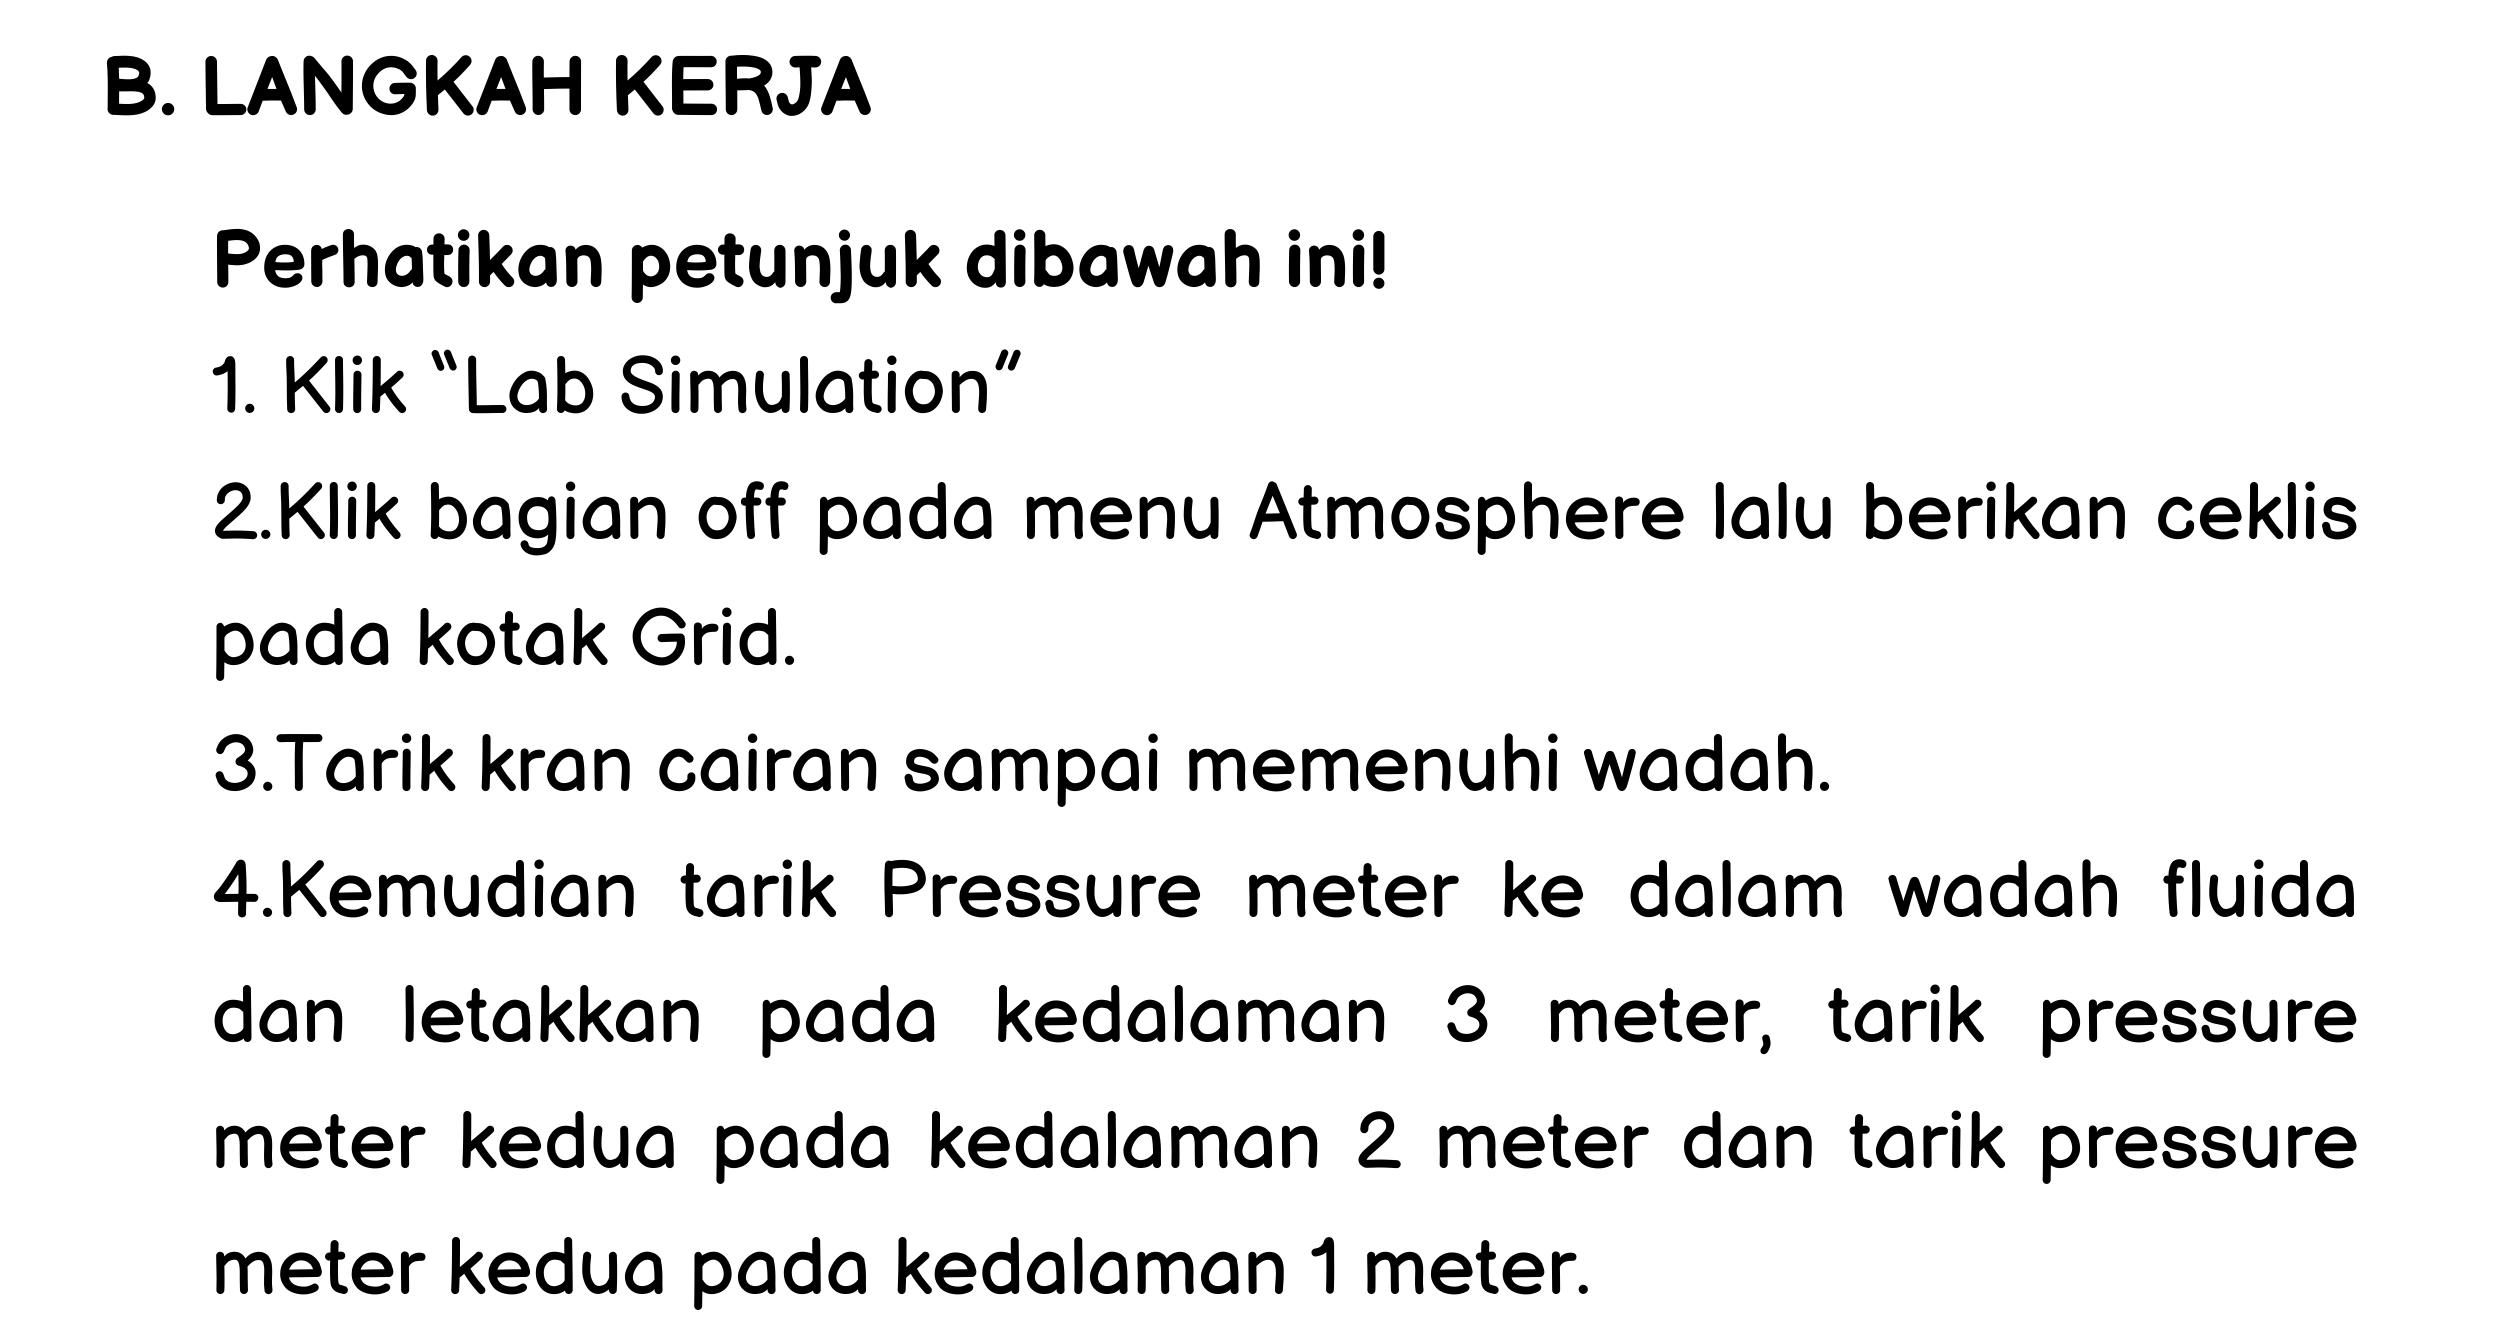 B. LANGKAH KERJA
Perhatikan petunjuk dibawah ini!
1. Klik “Lab Simulation”
2.Klik bagian off pada menu Atmosphere lalu berikan ceklis
pada kotak Grid.
3.Tarik kran cairan sampai memenuhi wadah.
4.Kemudian tarik Pressure meter ke dalam wadah fluida
dan letakkan pada kedalaman 3 meter, tarik pressure
meter kedua pada kedalaman 2 meter dan tarik pressure
meter kedua pada kedalaman 1 meter.